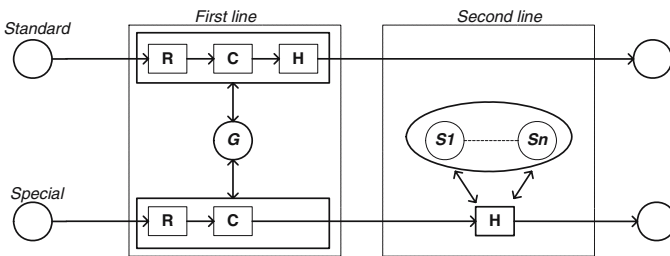 First line
Second line
Standard
R
C
H
G
S1
Sn
Special
R
C
H